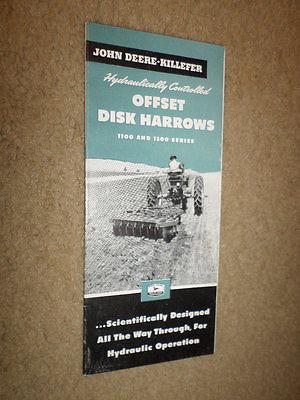 JOHN DEERE-KILLEFER
Hydraulically Controlled
OFFSET
DISK HARROWS
1100 AND 1200 SERIES
...Scientifically Designed
All The Way Through, For
Hydraulic Operation